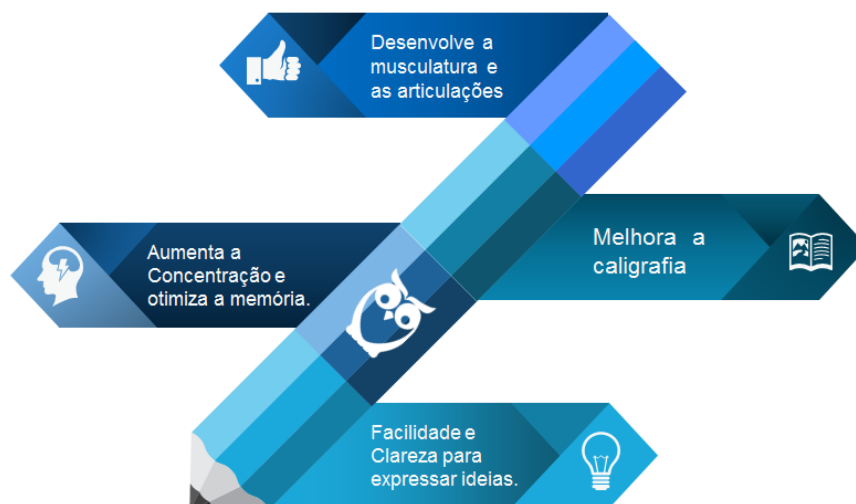 Desenvolve a
musculatura e
as articulações
Melhora a
caligrafia
Aumenta a
Concentração e
otimiza a memória.
Facilidade e
Clareza para
expressar ideias.